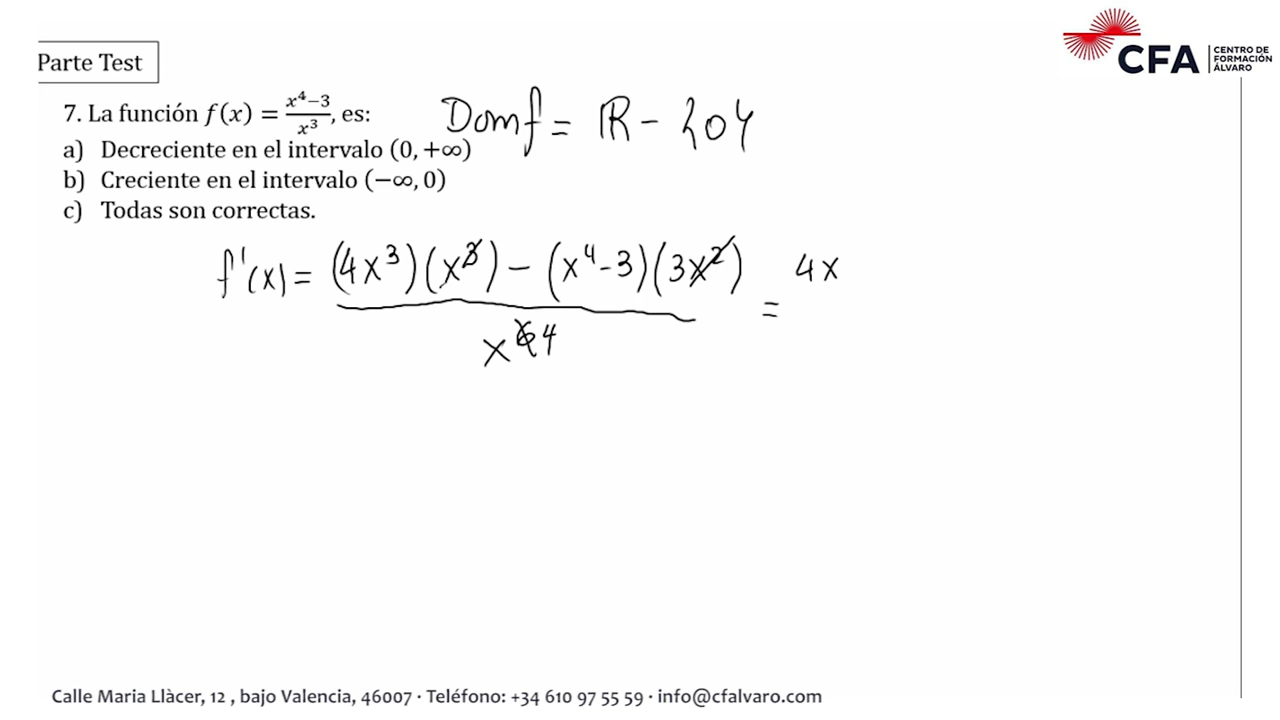 CFA
CENTRO DE
FORMACIÓN
ÁLVARO
Parte Test
7. La función f(x) = (x⁴−3)/x³, es:
Domf = ℝ - {0}
a) Decreciente en el intervalo (0, +∞)
b) Creciente en el intervalo (−∞, 0)
c) Todas son correctas.
f'(x) = (4x³)(x³) - (x⁴-3)(3x²) = 4x
x⁶ 4
Calle Maria Llàcer, 12 , bajo Valencia, 46007 · Teléfono: +34 610 97 55 59 · info@cfalvaro.com